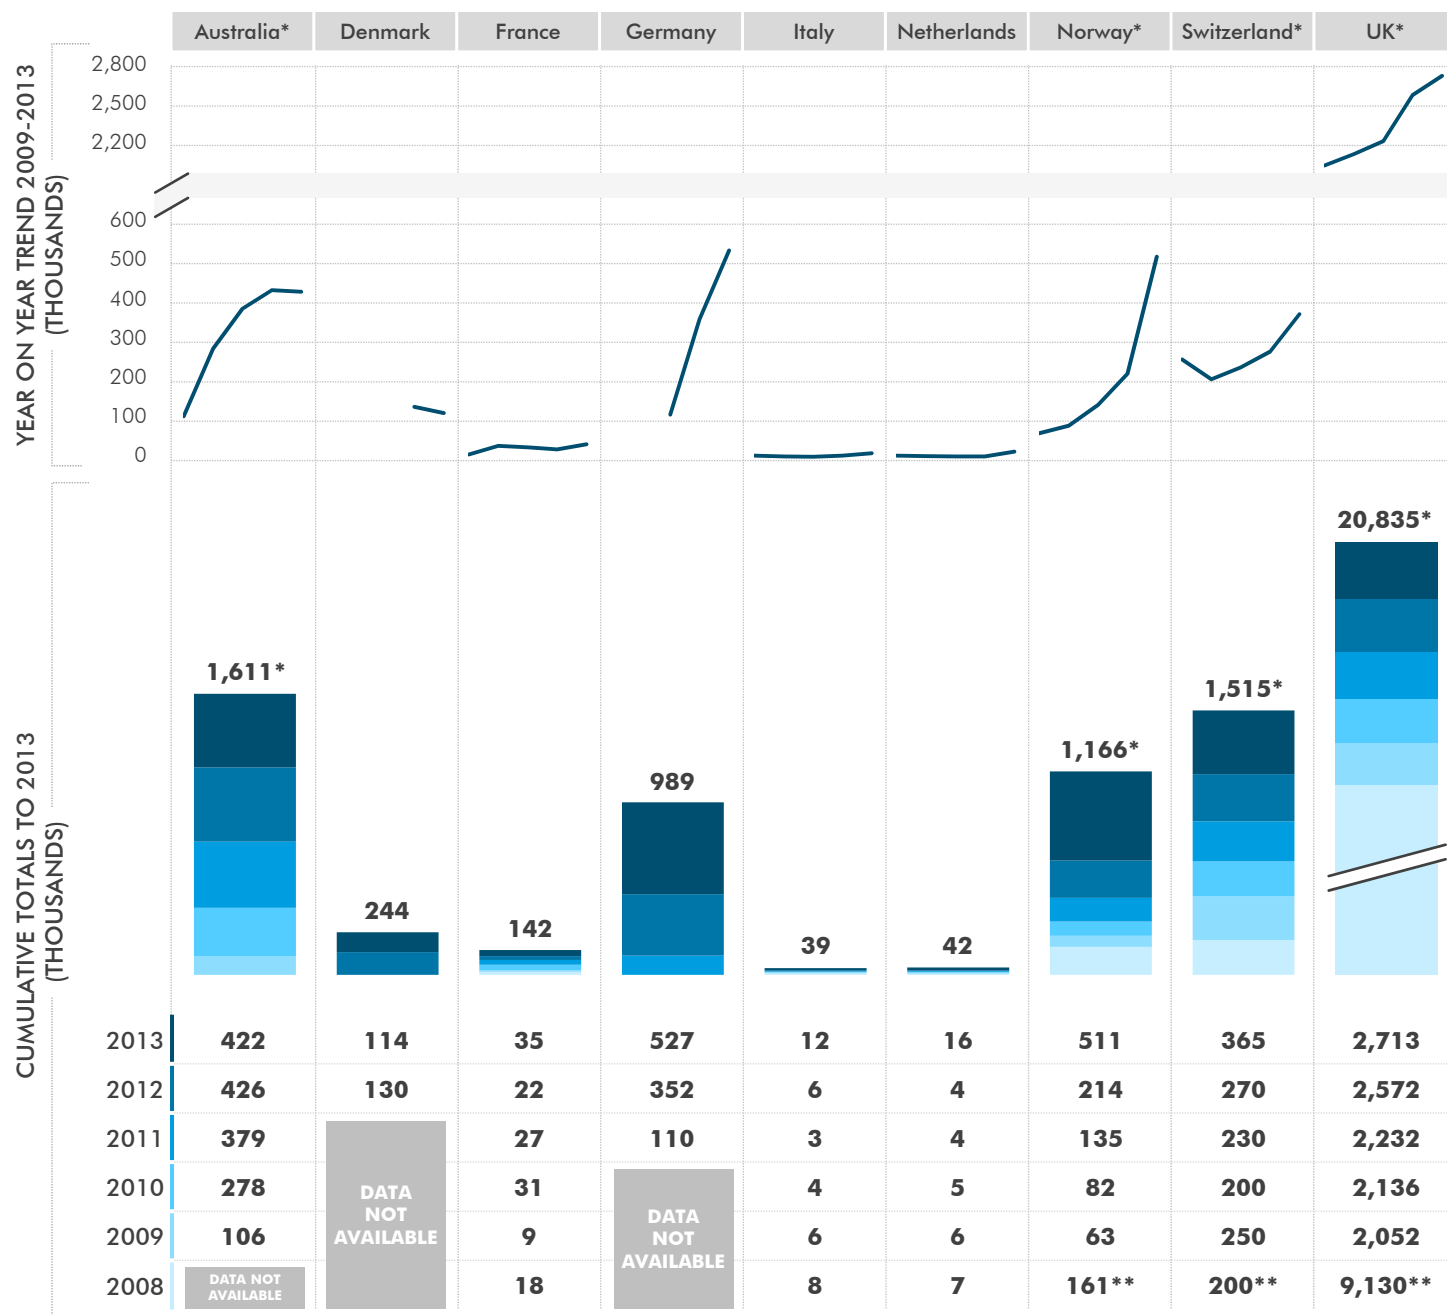 Australia* Denmark France Germany Italy Netherlands Norway* Switzerland* UK*
YEAR ON YEAR TREND 2009-2013
(THOUSANDS)
2,800
2,500
2,200
600
500
400
300
200
100
0
CUMULATIVE TOTALS TO 2013
(THOUSANDS)
1,611*
244
142
989
39
42
1,166*
1,515*
20,835*
2013 422 114 35 527 12 16 511 365 2,713
2012 426 130 22 352 6 4 214 270 2,572
2011 379 27 110 3 4 135 230 2,232
2010 278 31 4 5 82 200 2,136
2009 106 9 6 6 63 250 2,052
2008 18 8 7 161** 200** 9,130**
DATA NOT
AVAILABLE
DATA
NOT
AVAILABLE
DATA
NOT
AVAILABLE